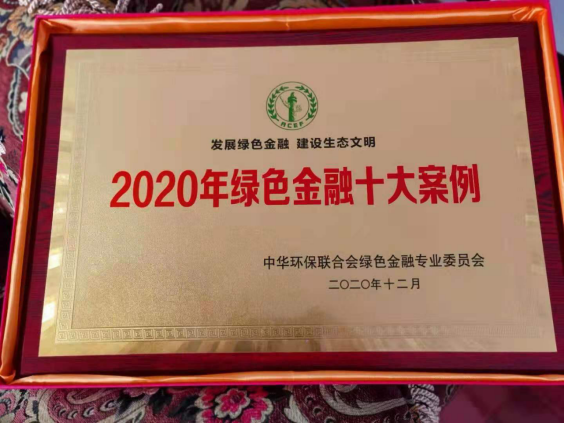 发展绿色金融 建设生态文明
2020年绿色金融十大案例
中华环保联合会绿色金融专业委员会
二〇二〇年十二月